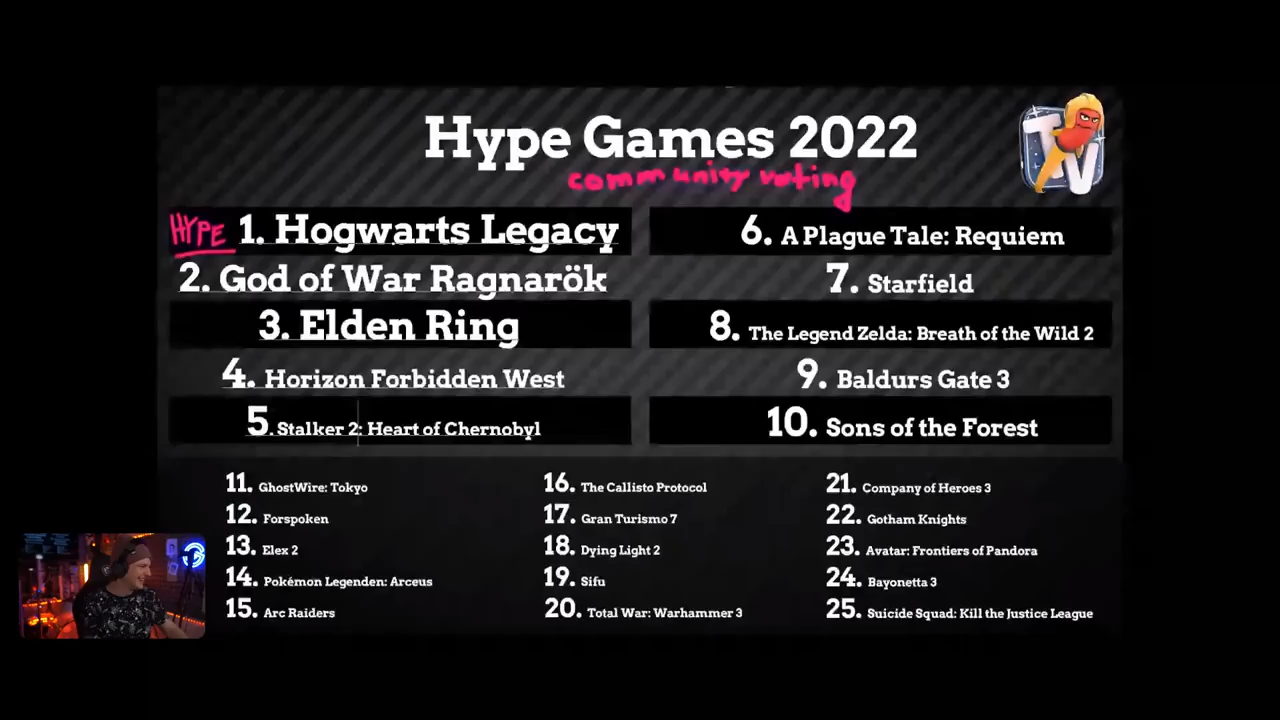 Hype Games 2022
community voting
HYPE 1. Hogwarts Legacy
2. God of War Ragnarök
3. Elden Ring
4. Horizon Forbidden West
5. Stalker 2: Heart of Chernobyl
6. A Plague Tale: Requiem
7. Starfield
8. The Legend Zelda: Breath of the Wild 2
9. Baldurs Gate 3
10. Sons of the Forest
11. GhostWire: Tokyo
12. Forspoken
13. Elex 2
14. Pokémon Legenden: Arceus
15. Arc Raiders
16. The Callisto Protocol
17. Gran Turismo 7
18. Dying Light 2
19. Sifu
20. Total War: Warhammer 3
21. Company of Heroes 3
22. Gotham Knights
23. Avatar: Frontiers of Pandora
24. Bayonetta 3
25. Suicide Squad: Kill the Justice League
TV